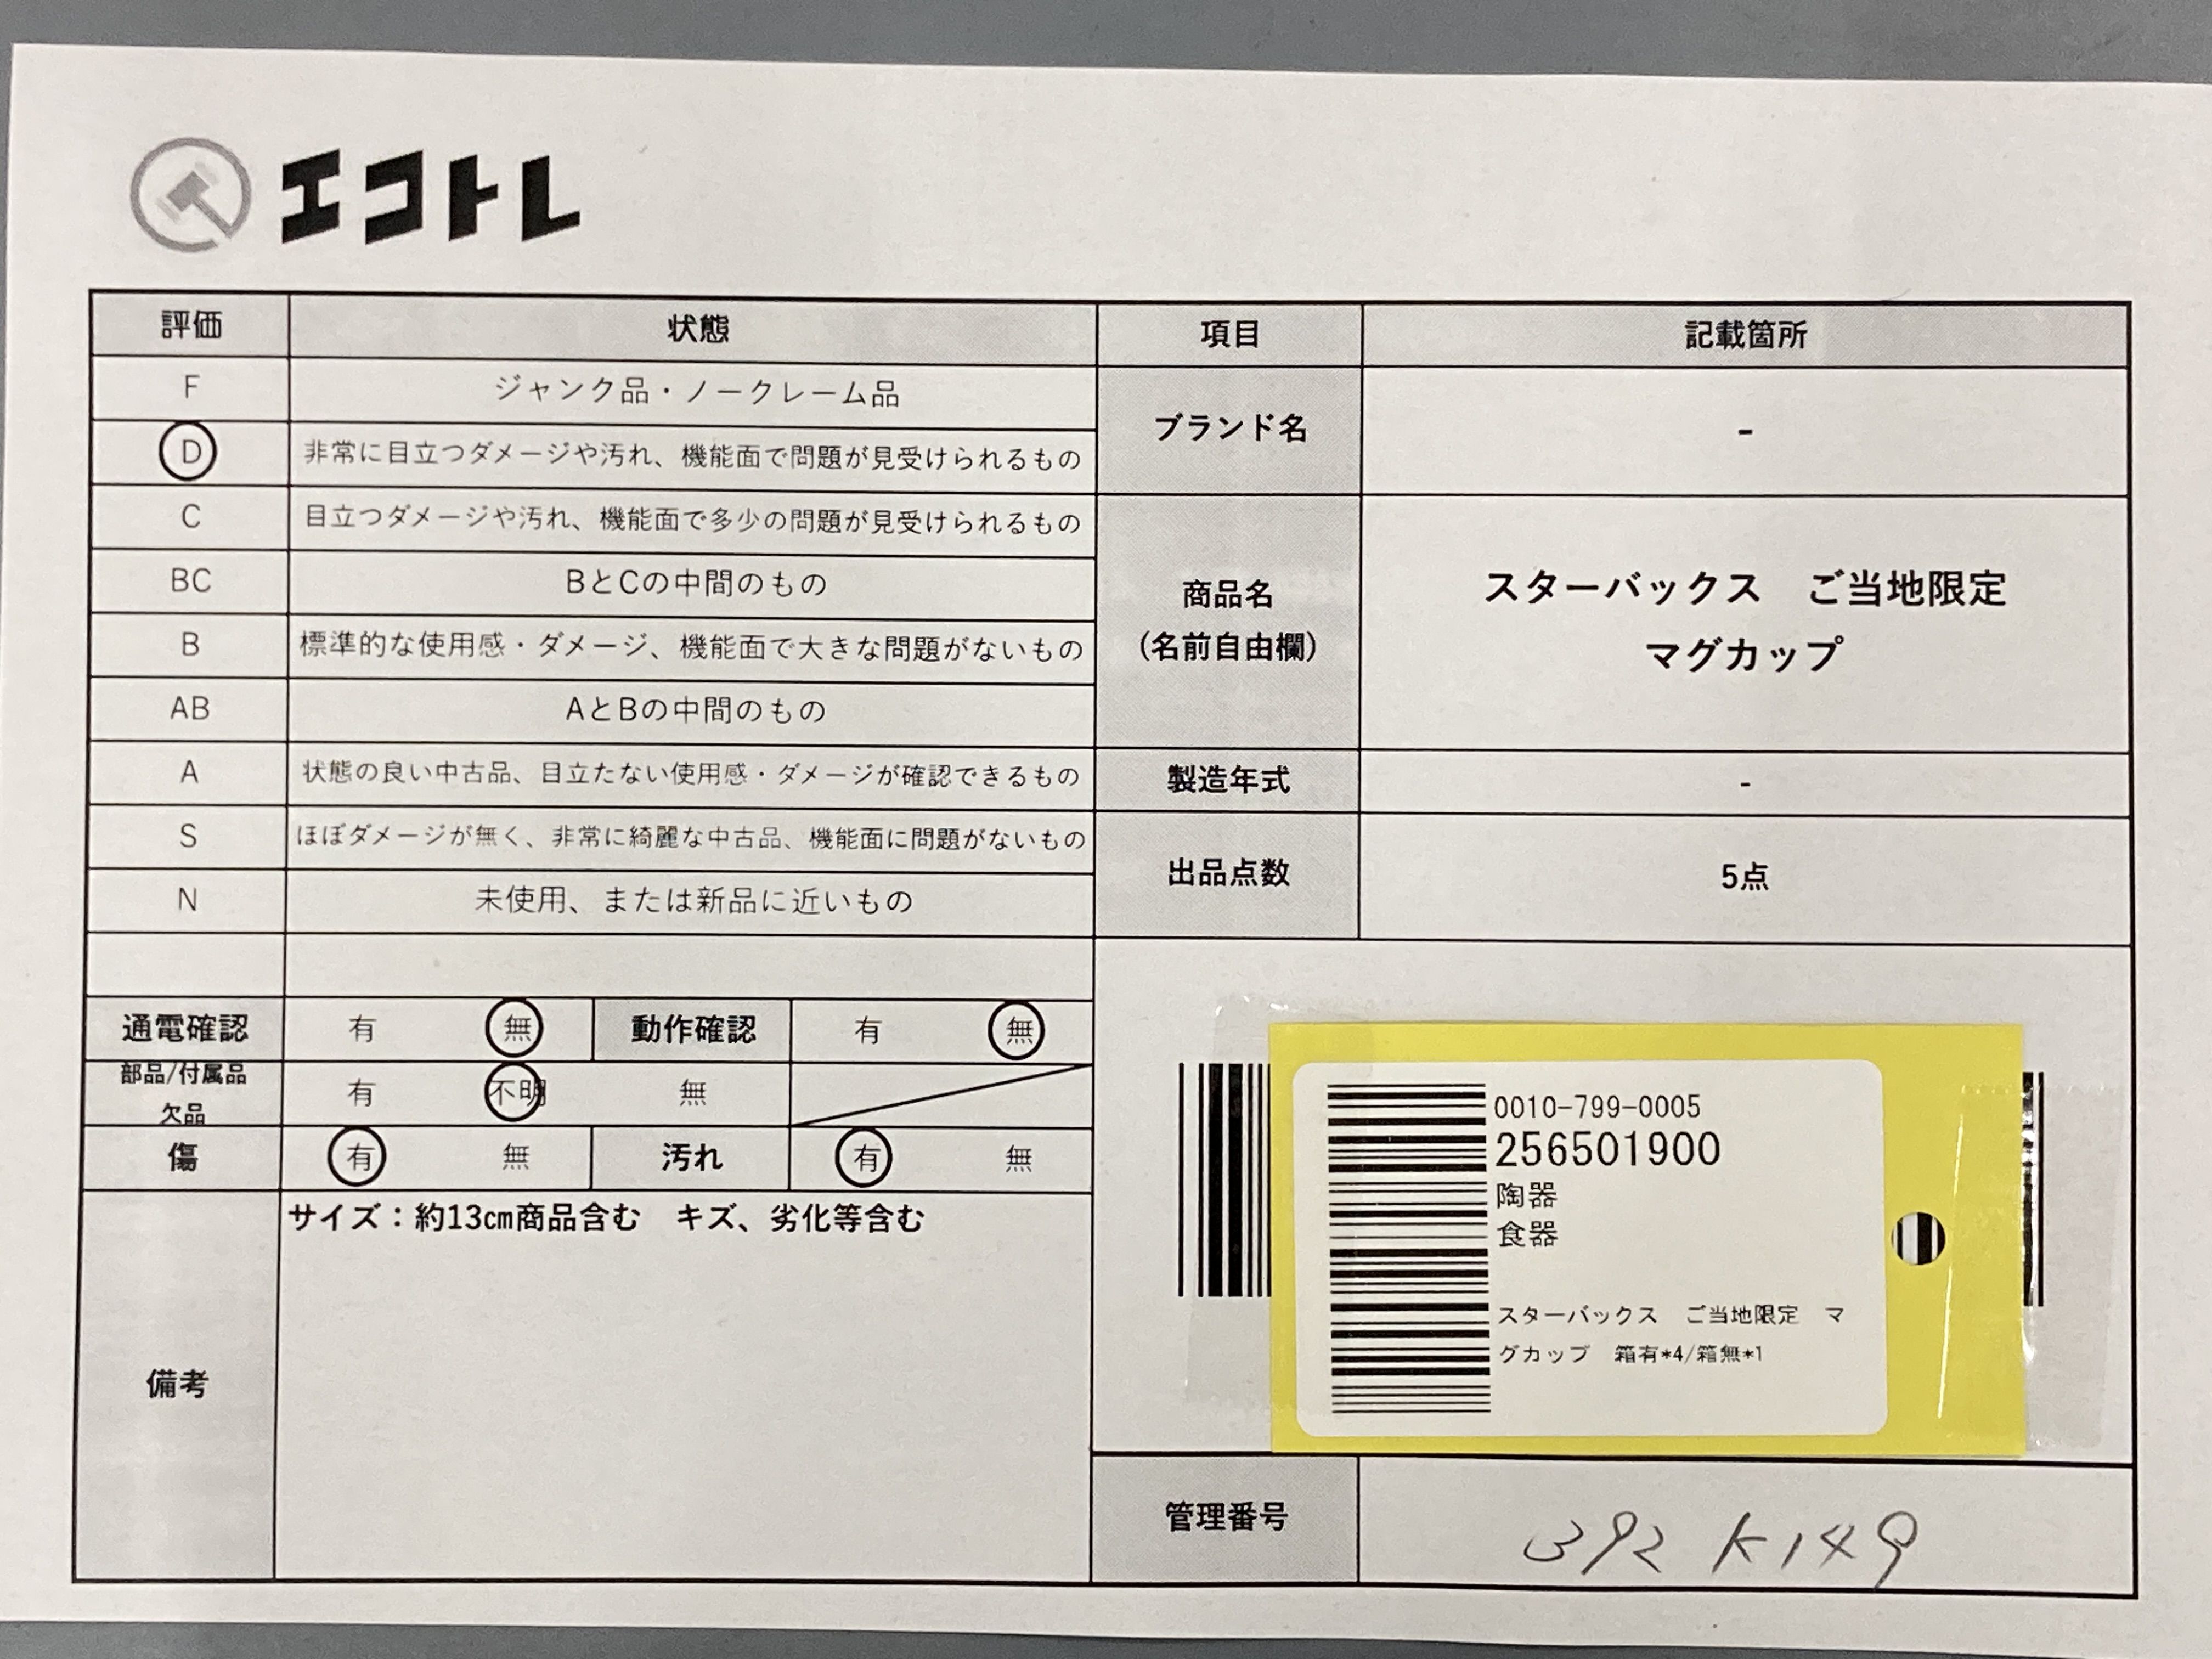 エコトレ
評価 状態 項目 記載箇所
F ジャンク品・ノークレーム品
D 非常に目立つダメージや汚れ、機能面で問題が見受けられるもの
C 目立つダメージや汚れ、機能面で多少の問題が見受けられるもの
BC BとCの中間のもの
B 標準的な使用感・ダメージ、機能面で大きな問題がないもの
AB AとBの中間のもの
A 状態の良い中古品、目立たない使用感・ダメージが確認できるもの
S ほぼダメージが無く、非常に綺麗な中古品、機能面に問題がないもの
N 未使用、または新品に近いもの
通電確認 有 無 動作確認 有 無
部品/付属品
欠品 有 不明 無
傷 有 無 汚れ 有 無
備考 サイズ：約13㎝商品含む　キズ、劣化等含む
ブランド名 -
商品名
(名前自由欄)
スターバックス　ご当地限定
マグカップ
製造年式 -
出品点数 5点
0010-799-0005
256501900
陶器
食器
スターバックス　ご当地限定　マ
グカップ　箱有*4/箱無*1
管理番号 392 K149